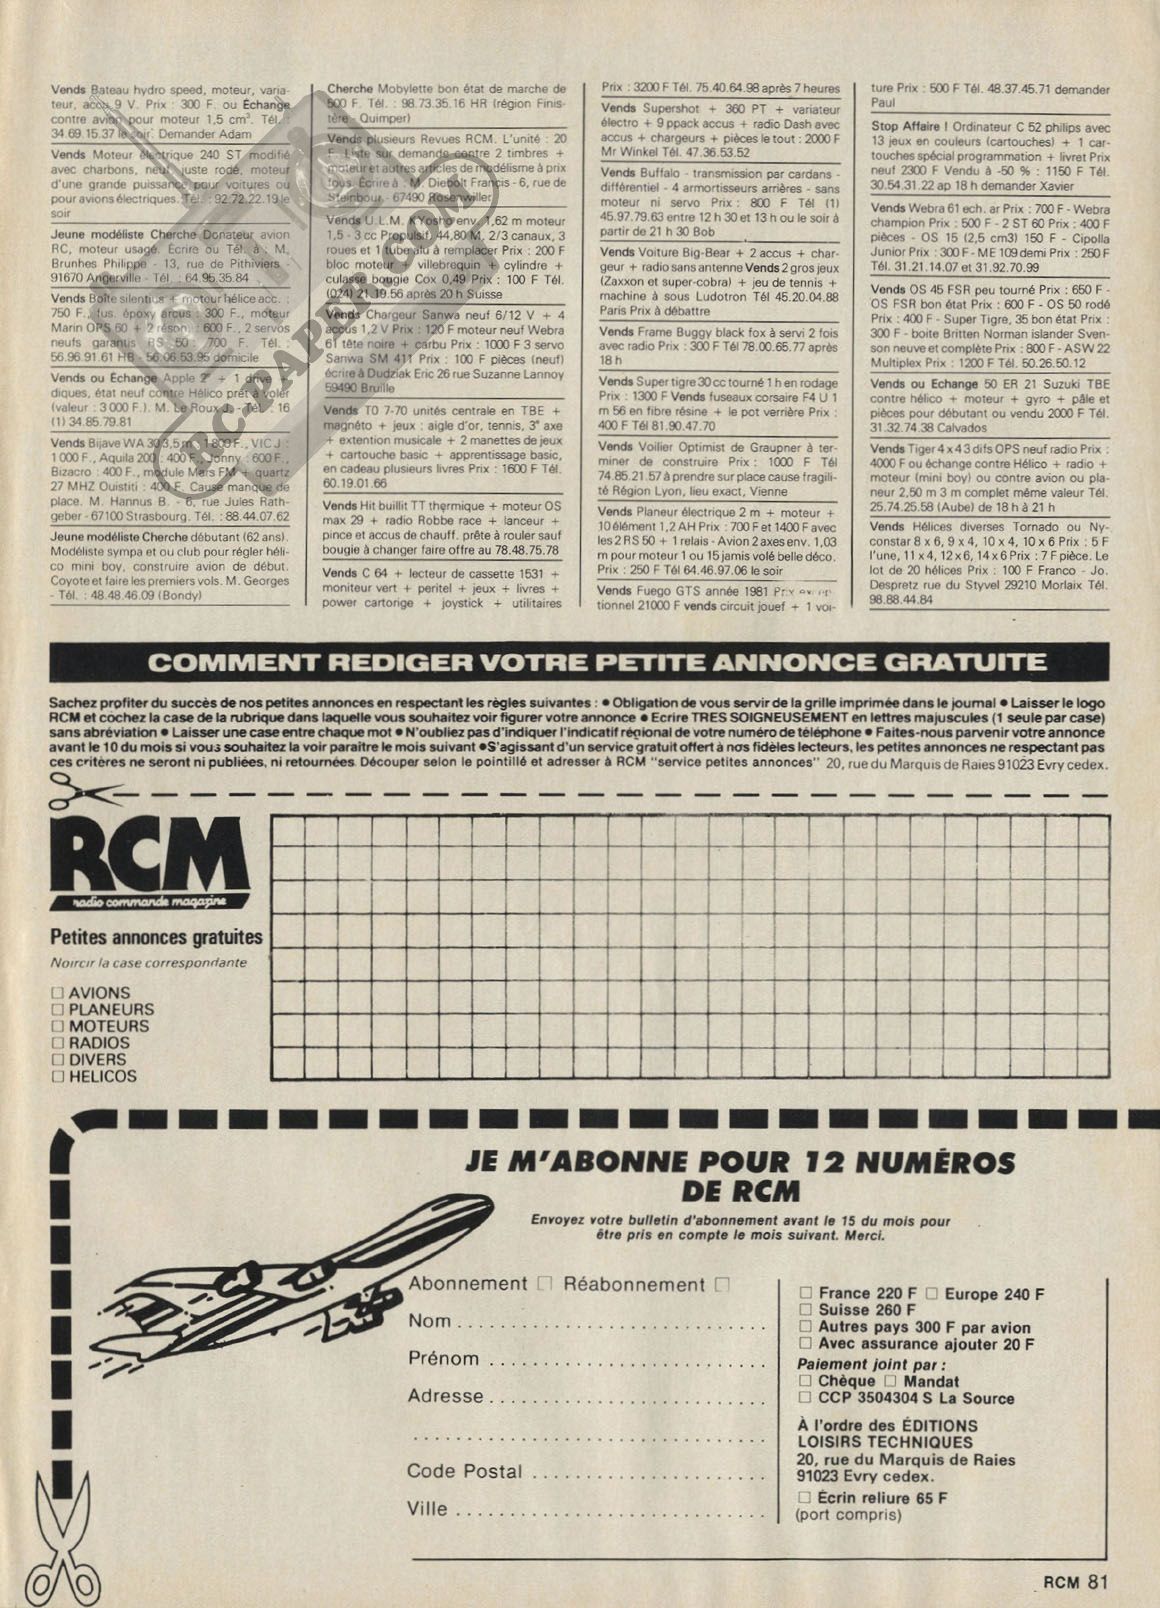 Vends Bateau hydro speed, moteur, varia-
teur, accu 9 V. Prix : 300 F. ou Échange
contre avion pour moteur 1,5 cm³. Tél. :
34.69.15.37 le soir. Demander Adam
Vends Moteur électrique 240 ST modifié
avec charbons, neuf, juste rodé, moteur
d'une grande puissance pour voitures ou
pour avions électriques. Tél. : 92.72.22.19 le
soir
Jeune modéliste Cherche Donateur avion
RC, moteur usagé. Écrire ou Tél. à : M.
Brunhes Philippe - 13, rue de Pithiviers -
91670 Angerville - Tél. : 64.95.35.84
Vends Boîte silentius + moteur hélice acc. :
750 F., fus. époxy arcus : 300 F., moteur
Marin OPS 60 + 2 réson. : 600 F., 2 servos
neufs garantus RS 50 : 700 F. Tél. :
56.96.91.61 HB - 56.06.53.95 domicile
Vends ou Échange Apple 2e + 1 drive
diques, état neuf contre Hélico prêt à voler
(valeur : 3 000 F.). M. Le Roux J. - Tél. : 16
(1) 34.85.79.81
Vends Bijave WA 30 3,5 m : 1 800 F., VIC J :
1 000 F., Aquila 200 : 400 F., Jonny : 600 F.,
Bizacro : 400 F., module Mars FM + quartz
27 MHZ Ouistiti : 400 F. Cause manque de
place. M. Hannus B. - 6, rue Jules Rath-
geber - 67100 Strasbourg. Tél. : 88.44.07.62
Jeune modéliste Cherche débutant (62 ans).
Modéliste sympa et ou club pour régler héli-
co mini boy, construire avion de début.
Coyote et faire les premiers vols. M. Georges
- Tél. : 48.48.46.09 (Bondy)
Cherche Mobylette bon état de marche de
500 F. Tél. : 98.73.35.16 HR (région Finis-
tère - Quimper)
Vends plusieurs Revues RCM. L'unité : 20
F. Liste sur demande contre 2 timbres +
moteur et autres articles de modélisme à prix
tous. Écrire à : M. Diebolt Francis - 6, rue de
Steinbour - 67490 Rosenwiller
Vends U.L.M. Kyosho env. 1,62 m moteur
1,5 - 3 cc Propulsif) 44,80 M, 2/3 canaux, 3
roues et 1 tube alu à remplacer Prix : 200 F
bloc moteur + villebrequin + cylindre +
culasse bougie Cox 0,49 Prix : 100 F Tél.
(024) 21.19.56 après 20 h Suisse
Vends Chargeur Sanwa neuf 6/12 V + 4
accus 1,2 V Prix : 120 F moteur neuf Webra
61 tête noire + carbu Prix : 1000 F 3 servo
Sanwa SM 411 Prix : 100 F pièces (neuf)
écrire à Dudziak Eric 26 rue Suzanne Lannoy
59490 Bruille
Vends TO 7-70 unités centrale en TBE +
magnéto + jeux : aigle d'or, tennis, 3e axe
+ extention musicale + 2 manettes de jeux
+ cartouche basic + apprentissage basic,
en cadeau plusieurs livres Prix : 1600 F Tél.
60.19.01.66
Vends Hit buillit TT thermique + moteur OS
max 29 + radio Robbe race + lanceur +
pince et accus de chauff. prête à rouler sauf
bougie à changer faire offre au 78.48.75.78
Vends C 64 + lecteur de cassette 1531 +
moniteur vert + peritel + jeux + livres +
power cartorige + joystick + utilitaires
Prix : 3200 F Tél. 75.40.64.98 après 7 heures
Vends Supershot + 360 PT + variateur
électro + 9 ppack accus + radio Dash avec
accus + chargeurs + pièces le tout : 2000 F
Mr Winkel Tél. 47.36.53.52
Vends Buffalo - transmission par cardans -
différentiel - 4 armortisseurs arrières - sans
moteur ni servo Prix : 800 F Tél (1)
45.97.79.63 entre 12 h 30 et 13 h ou le soir à
partir de 21 h 30 Bob
Vends Voiture Big-Bear + 2 accus + char-
geur + radio sans antenne Vends 2 gros jeux
(Zaxxon et super-cobra) + jeu de tennis +
machine à sous Ludotron Tél 45.20.04.88
Paris Prix à débattre
Vends Frame Buggy black fox à servi 2 fois
avec radio Prix : 300 F Tél 78.00.65.77 après
18 h
Vends Super tigre 30 cc tourné 1 h en rodage
Prix : 1300 F Vends fuseaux corsaire F4 U 1
m 56 en fibre résine + le pot verrière Prix :
400 F Tél 81.90.47.70
Vends Voilier Optimist de Graupner à ter-
miner de construire Prix : 1000 F Tél
74.85.21.57 à prendre sur place cause fragili-
té Région Lyon, lieu exact, Vienne
Vends Planeur électrique 2 m + moteur +
10 élément 1,2 AH Prix : 700 F et 1400 F avec
les 2 RS 50 + 1 relais - Avion 2 axes env. 1,03
m pour moteur 1 ou 15 jamis volé belle déco.
Prix : 250 F Tél 64.46.97.06 le soir
Vends Fuego GTS année 1981 Prix
tionnel 21000 F vends circuit jouef + 1 voi-
ture Prix : 500 F Tél. 48.37.45.71 demander
Paul
Stop Affaire ! Ordinateur C 52 philips avec
13 jeux en couleurs (cartouches) + 1 car-
touches spécial programmation + livret Prix
neuf 2300 F Vendu à -50 % : 1150 F Tél.
30.54.31.22 ap 18 h demander Xavier
Vends Webra 61 ech. ar Prix : 700 F - Webra
champion Prix : 500 F - 2 ST 60 Prix : 400 F
pièces - OS 15 (2,5 cm3) 150 F - Cipolla
Junior Prix : 300 F - ME 109 demi Prix : 250 F
Tél. 31.21.14.07 et 31.92.70.99
Vends OS 45 FSR peu tourné Prix : 650 F -
OS FSR bon état Prix : 600 F - OS 50 rodé
Prix : 400 F - Super Tigre, 35 bon état Prix :
300 F - boite Britten Norman islander Sven-
son neuve et complète Prix : 800 F - ASW 22
Multiplex Prix : 1200 F Tél. 50.26.50.12
Vends ou Echange 50 ER 21 Suzuki TBE
contre hélico + moteur + gyro + pâle et
pièces pour débutant ou vendu 2000 F Tél.
31.32.74.38 Calvados
Vends Tiger 4 x 4 3 difs OPS neuf radio Prix :
4000 F ou échange contre Hélico + radio +
moteur (mini boy) ou contre avion ou pla-
neur 2,50 m 3 m complet même valeur Tél.
25.74.25.58 (Aube) de 18 h à 21 h
Vends Hélices diverses Tornado ou Ny-
constar 8 x 6, 9 x 4, 10 x 4, 10 x 6 Prix : 5 F
l'une, 11 x 4, 12 x 6, 14 x 6 Prix : 7 F pièce. Le
lot de 20 hélices Prix : 100 F Franco - Jo.
Despretz rue du Styvel 29210 Morlaix Tél.
98.88.44.84
RC-PAPER.COM
COMMENT REDIGER VOTRE PETITE ANNONCE GRATUITE
Sachez profiter du succès de nos petites annonces en respectant les règles suivantes : ● Obligation de vous servir de la grille imprimée dans le journal ● Laisser le logo
RCM et cochez la case de la rubrique dans laquelle vous souhaitez voir figurer votre annonce ● Ecrire TRES SOIGNEUSEMENT en lettres majuscules (1 seule par case)
sans abréviation ● Laisser une case entre chaque mot ● N'oubliez pas d'indiquer l'indicatif régional de votre numéro de téléphone ● Faites-nous parvenir votre annonce
avant le 10 du mois si vous souhaitez la voir paraître le mois suivant ● S'agissant d'un service gratuit offert à nos fidèles lecteurs, les petites annonces ne respectant pas
ces critères ne seront ni publiées, ni retournées. Découper selon le pointillé et adresser à RCM "service petites annonces" 20, rue du Marquis de Raies 91023 Evry cedex.
RCM
radio commande magazine
Petites annonces gratuites
Noircir la case correspondante
□ AVIONS
□ PLANEURS
□ MOTEURS
□ RADIOS
□ DIVERS
□ HELICOS
JE M'ABONNE POUR 12 NUMÉROS
DE RCM
Envoyez votre bulletin d'abonnement avant le 15 du mois pour
être pris en compte le mois suivant. Merci.
Abonnement □ Réabonnement □
Nom
Prénom
Adresse
Code Postal
Ville
□ France 220 F □ Europe 240 F
□ Suisse 260 F
□ Autres pays 300 F par avion
□ Avec assurance ajouter 20 F
Paiement joint par :
□ Chèque □ Mandat
□ CCP 3504304 S La Source
À l'ordre des ÉDITIONS
LOISIRS TECHNIQUES
20, rue du Marquis de Raies
91023 Evry cedex.
□ Écrin reliure 65 F
(port compris)
RCM 81